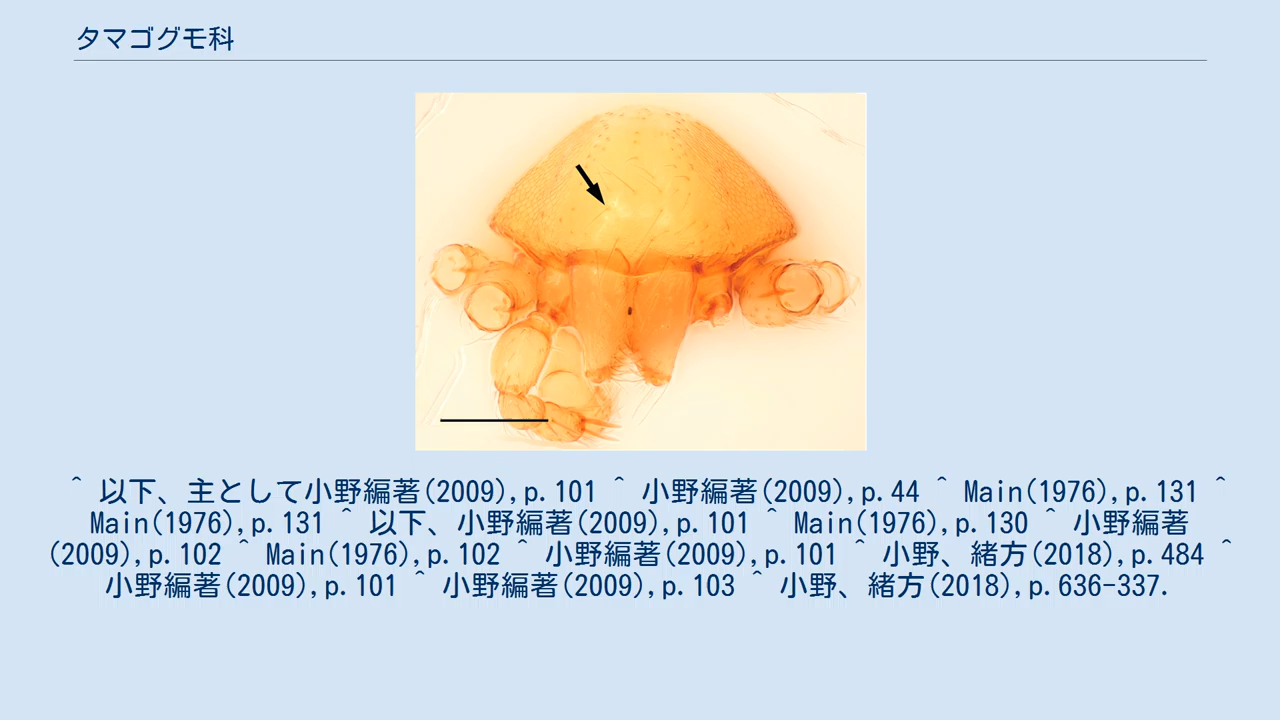 タマゴグモ科
^ 以下、主として小野編著(2009),p.101 ^ 小野編著(2009),p.44 ^ Main(1976),p.131 ^
Main(1976),p.131 ^ 以下、小野編著(2009),p.101 ^ Main(1976),p.130 ^ 小野編著
(2009),p.102 ^ Main(1976),p.102 ^ 小野編著(2009),p.101 ^ 小野、緒方(2018),p.484 ^
小野編著(2009),p.101 ^ 小野編著(2009),p.103 ^ 小野、緒方(2018),p.636-337.